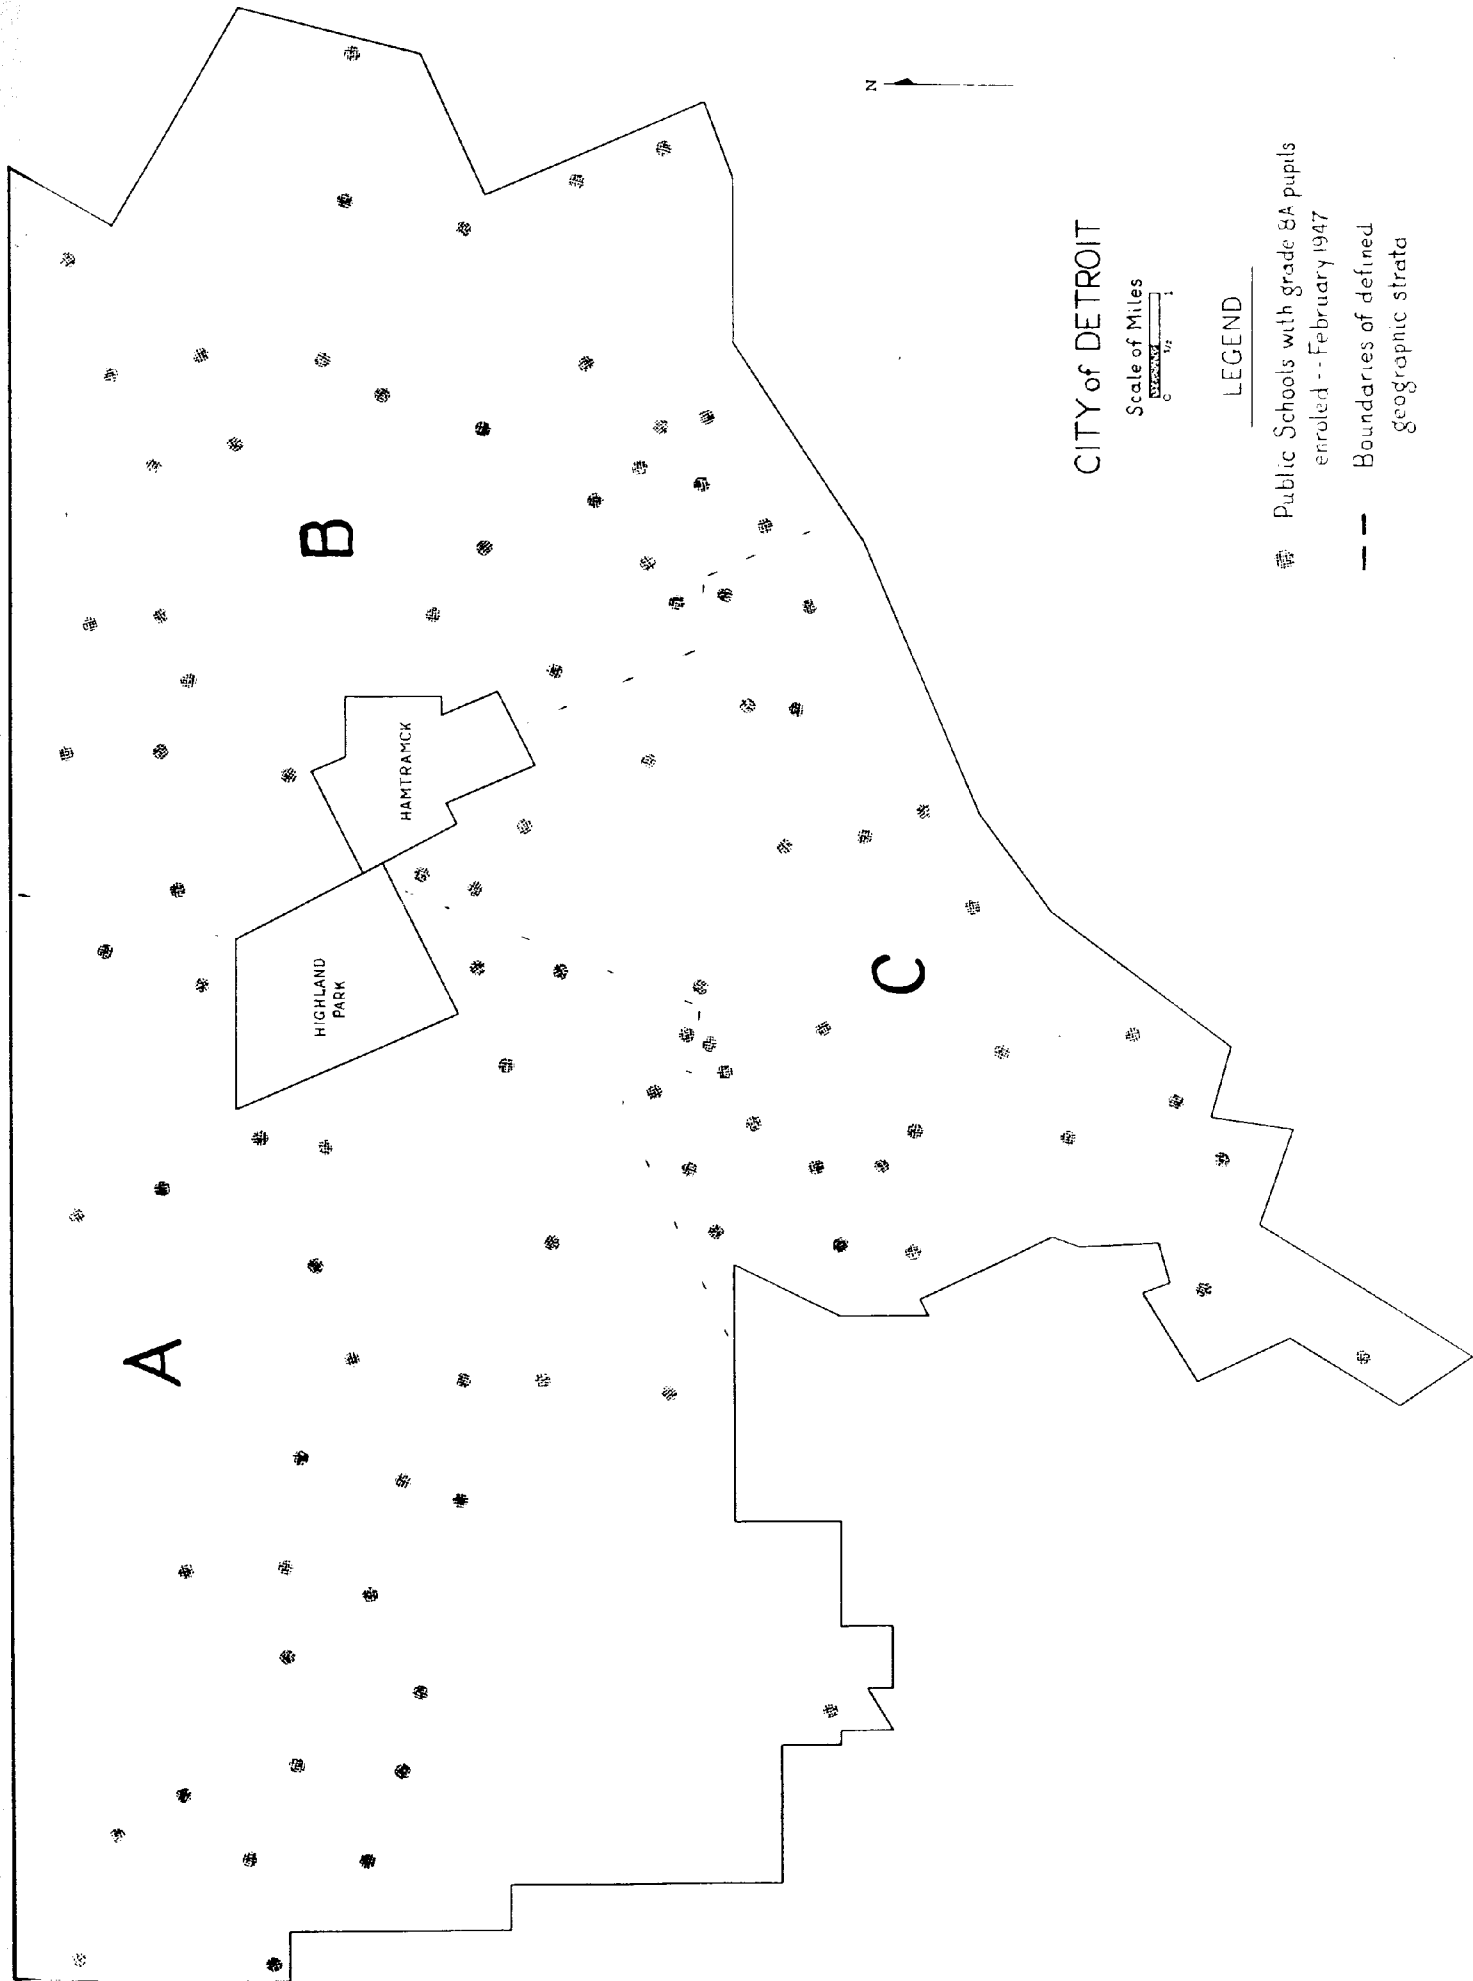 A
B
C
HIGHLAND
PARK
HAMTRAMCK
N
CITY of DETROIT
Scale of Miles
0 1/2 1
LEGEND
Public Schools with grade 8A pupils
enroled -- February 1947
Boundaries of defined
geographic strata